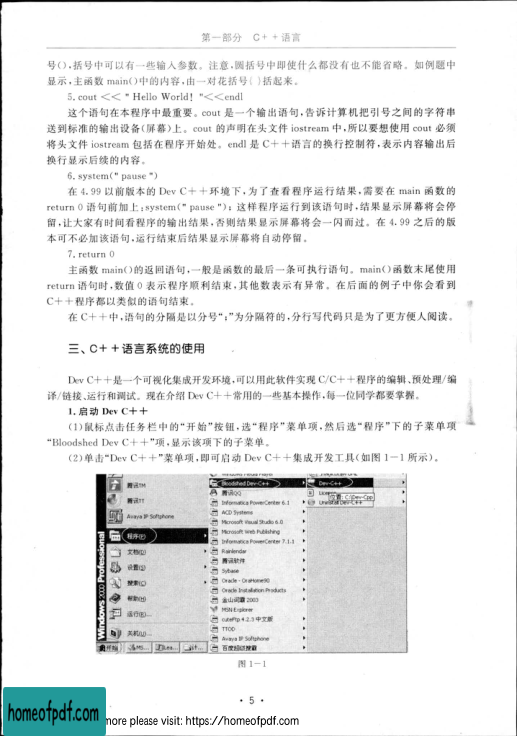 第一部分 C++语言
号(),括号中可以有一些输入参数。注意,圆括号中即使什么都没有也不能省略。如例题中
显示,主函数 main()中的内容,由一对花括号{}括起来。
5. cout << "Hello World! "<<endl
这个语句在本程序中最重要。cout 是一个输出语句,告诉计算机把引号之间的字符串
送到标准的输出设备(屏幕)上。cout 的声明在头文件 iostream 中,所以要想使用 cout 必须
将头文件 iostream 包括在程序开始处。endl 是 C++语言的换行控制符,表示内容输出后
换行显示后续的内容。
6. system("pause")
在 4.99 以前版本的 Dev C++环境下,为了查看程序运行结果,需要在 main 函数的
return 0 语句前加上:system("pause"); 这样程序运行到该语句时,结果显示屏幕将会停
留,让大家有时间看程序的输出结果,否则结果显示屏幕将会一闪而过。在 4.99 之后的版
本可不必加该语句,运行结束后结果显示屏幕将自动停留。
7. return 0
主函数 main()的返回语句,一般是函数的最后一条可执行语句。main()函数末尾使用
return 语句时,数值 0 表示程序顺利结束,其他数表示有异常。在后面的例子中你会看到
C++程序都以类似的语句结束。
在 C++中,语句的分隔是以分号“;”为分隔符的,分行写代码只是为了更方便人阅读。
三、C++语言系统的使用
Dev C++是一个可视化集成开发环境,可以用此软件实现 C/C++程序的编辑、预处理/编
译/链接、运行和调试。现在介绍 Dev C++常用的一些基本操作,每一位同学都要掌握。
1. 启动 Dev C++
(1)鼠标点击任务栏中的“开始”按钮,选“程序”菜单项,然后选“程序”下的子菜单项
“Bloodshed Dev C++”项,显示该项下的子菜单。
(2)单击“Dev C++”菜单项,即可启动 Dev C++集成开发工具(如图 1-1 所示)。
腾讯TM
腾讯TT
Avaya IP Softphone
程序(P)
文档(D)
设置(S)
搜索(C)
帮助(H)
运行(R)...
关机(U)...
Windows 2000 Professional
开始
Bloodshed Dev-C++
腾讯QQ
Informatica PowerCenter 6.1
ACD Systems
Microsoft Visual Studio 6.0
Microsoft Web Publishing
Informatica PowerCenter 7.1.1
Rainlendar
腾讯软件
Sybase
Oracle - OraHome90
Oracle Installation Products
金山词霸 2003
MSN Explorer
cuteFtp 4.2.3 中文版
TTOD
Avaya IP Softphone
百度超级搜霸
Dev-C++
位置: C:\Dev-Cpp
图 1-1
· 5 ·
homeofpdf.com
more please visit: https://homeofpdf.com